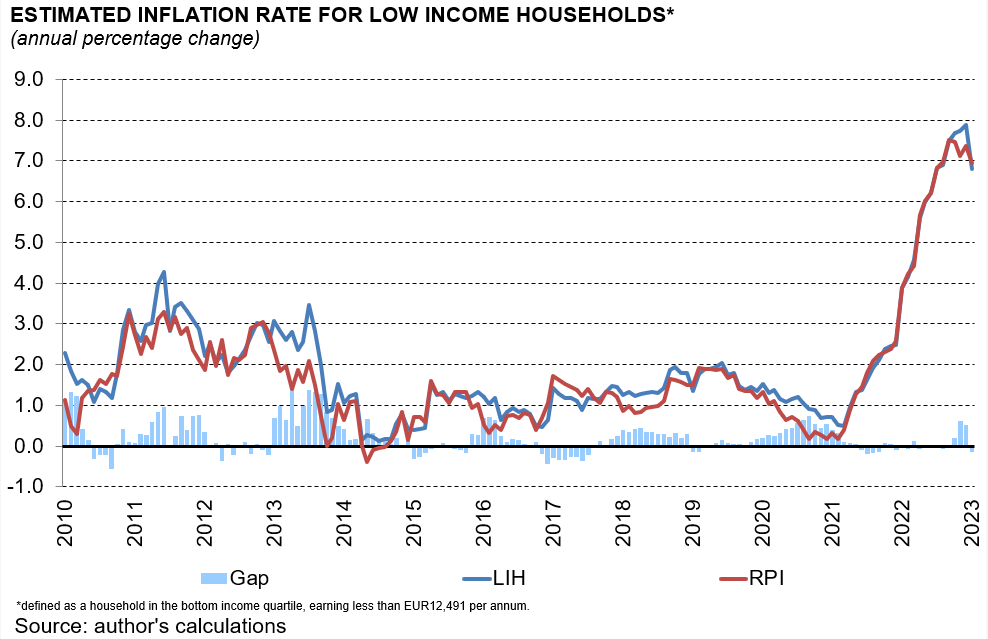 ESTIMATED INFLATION RATE FOR LOW INCOME HOUSEHOLDS*
(annual percentage change)
9.0
8.0
7.0
6.0
5.0
4.0
3.0
2.0
1.0
0.0
-1.0
2010 2011 2012 2013 2014 2015 2016 2017 2018 2019 2020 2021 2022 2023
Gap LIH RPI
*defined as a household in the bottom income quartile, earning less than EUR12,491 per annum.
Source: author's calculations